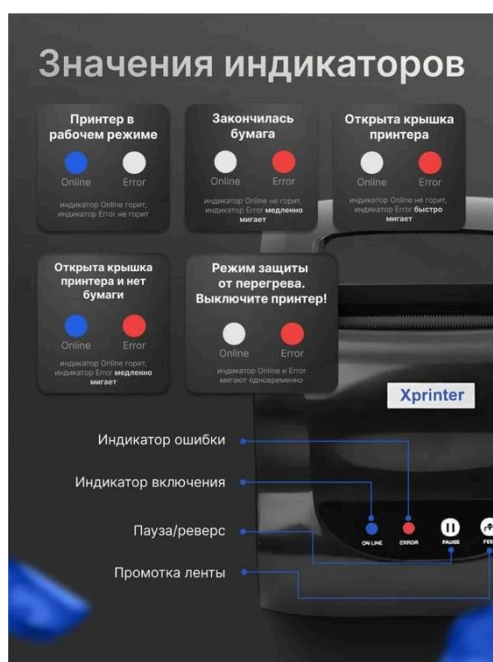 Значения индикаторов
Принтер в
рабочем режиме
Online Error
индикатор Online горит,
индикатор Error не горит
Закончилась
бумага
Online Error
индикатор Online не горит,
индикатор Error медленно
мигает
Открыта крышка
принтера
Online Error
индикатор Online не горит,
индикатор Error быстро
мигает
Открыта крышка
принтера и нет
бумаги
Online Error
индикатор Online горит,
индикатор Error медленно
мигает
Режим защиты
от перегрева.
Выключите принтер!
Online Error
индикатор Online и Error
мигают одновременно
Xprinter
Индикатор ошибки
Индикатор включения
Пауза/реверс
Промотка ленты
ON LINE ERROR PAUSE FEE